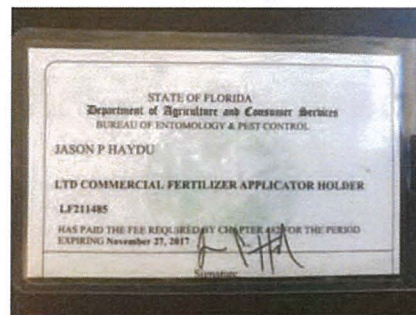 STATE OF FLORIDA
Department of Agriculture and Consumer Services
BUREAU OF ENTOMOLOGY & PEST CONTROL
JASON P HAYDU
LTD COMMERCIAL FERTILIZER APPLICATOR HOLDER
LF211485
HAS PAID THE FEE REQUIRED BY CHAPTER FOR THE PERIOD
EXPIRING November 27, 2017
Signature